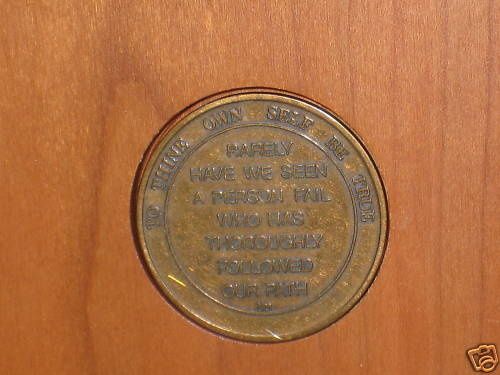 TO THINE OWN SELF BE TRUE
RARELY
HAVE WE SEEN
A PERSON FAIL
WHO HAS
THOROUGHLY
FOLLOWED
OUR PATH